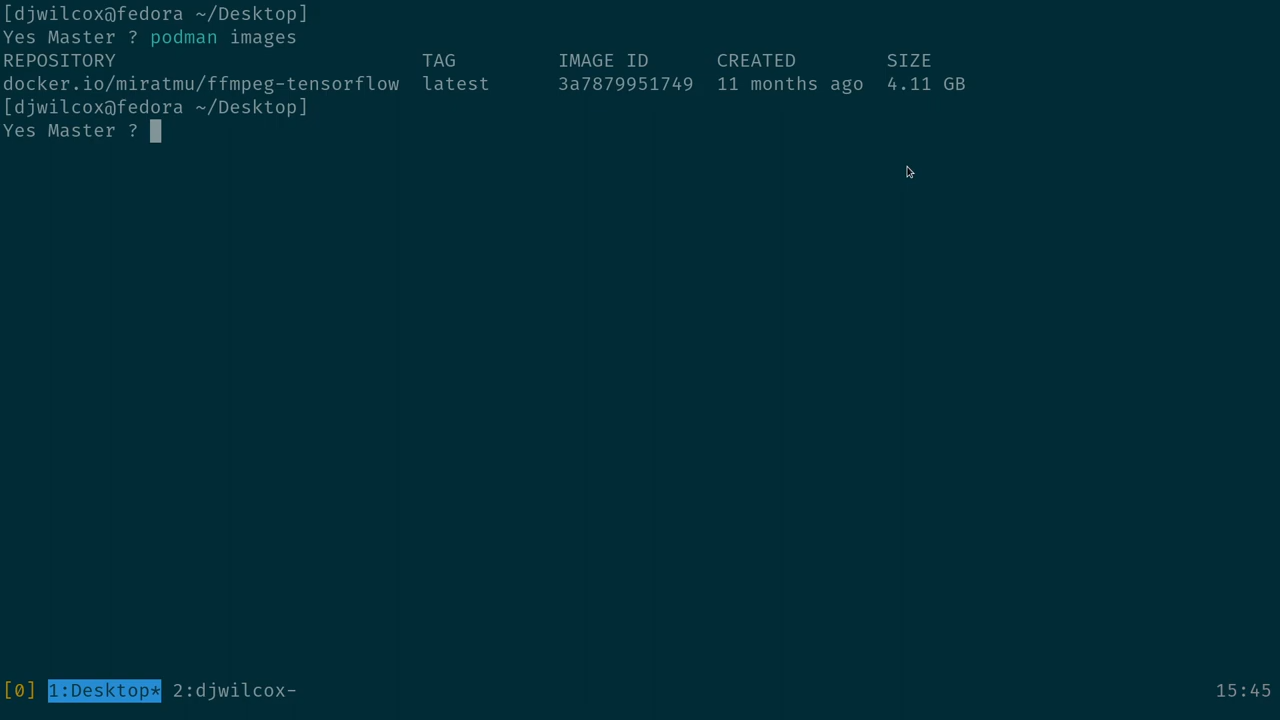 [djwilcox@fedora ~/Desktop]
Yes Master ? podman images
REPOSITORY                            TAG         IMAGE ID      CREATED        SIZE
docker.io/miratmu/ffmpeg-tensorflow  latest      3a7879951749  11 months ago  4.11 GB
[djwilcox@fedora ~/Desktop]
Yes Master ?
[0] 1:Desktop* 2:djwilcox- 15:45